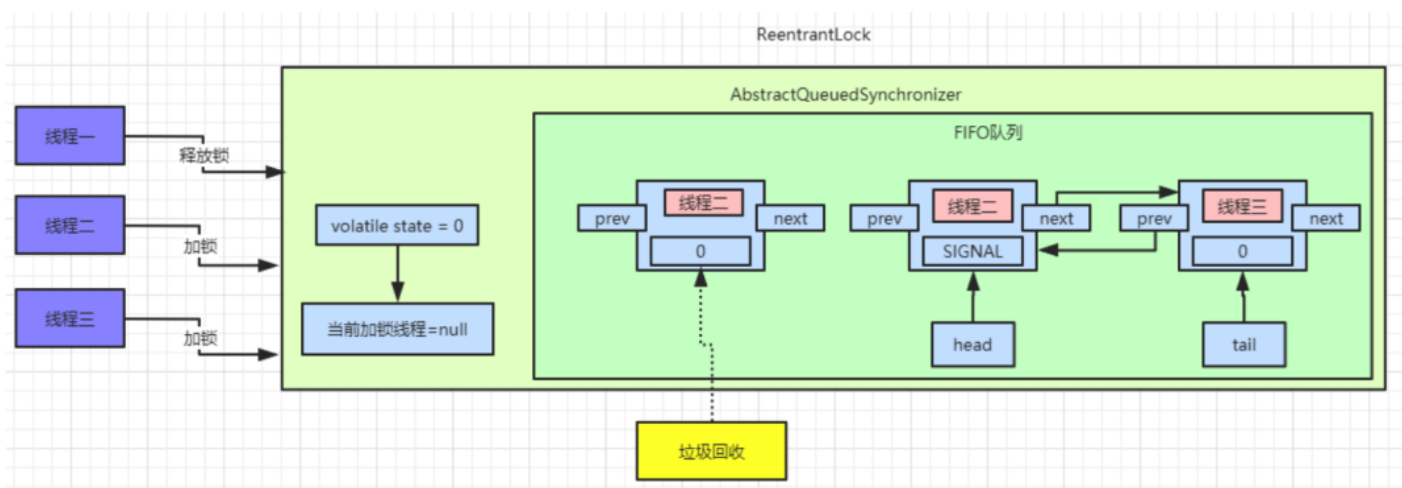 ReentrantLock
AbstractQueuedSynchronizer
FIFO队列
线程一
释放锁
线程二
加锁
线程三
加锁
volatile state = 0
当前加锁线程=null
prev
线程二
next
0
prev
线程二
next
SIGNAL
prev
线程三
next
0
head
tail
垃圾回收